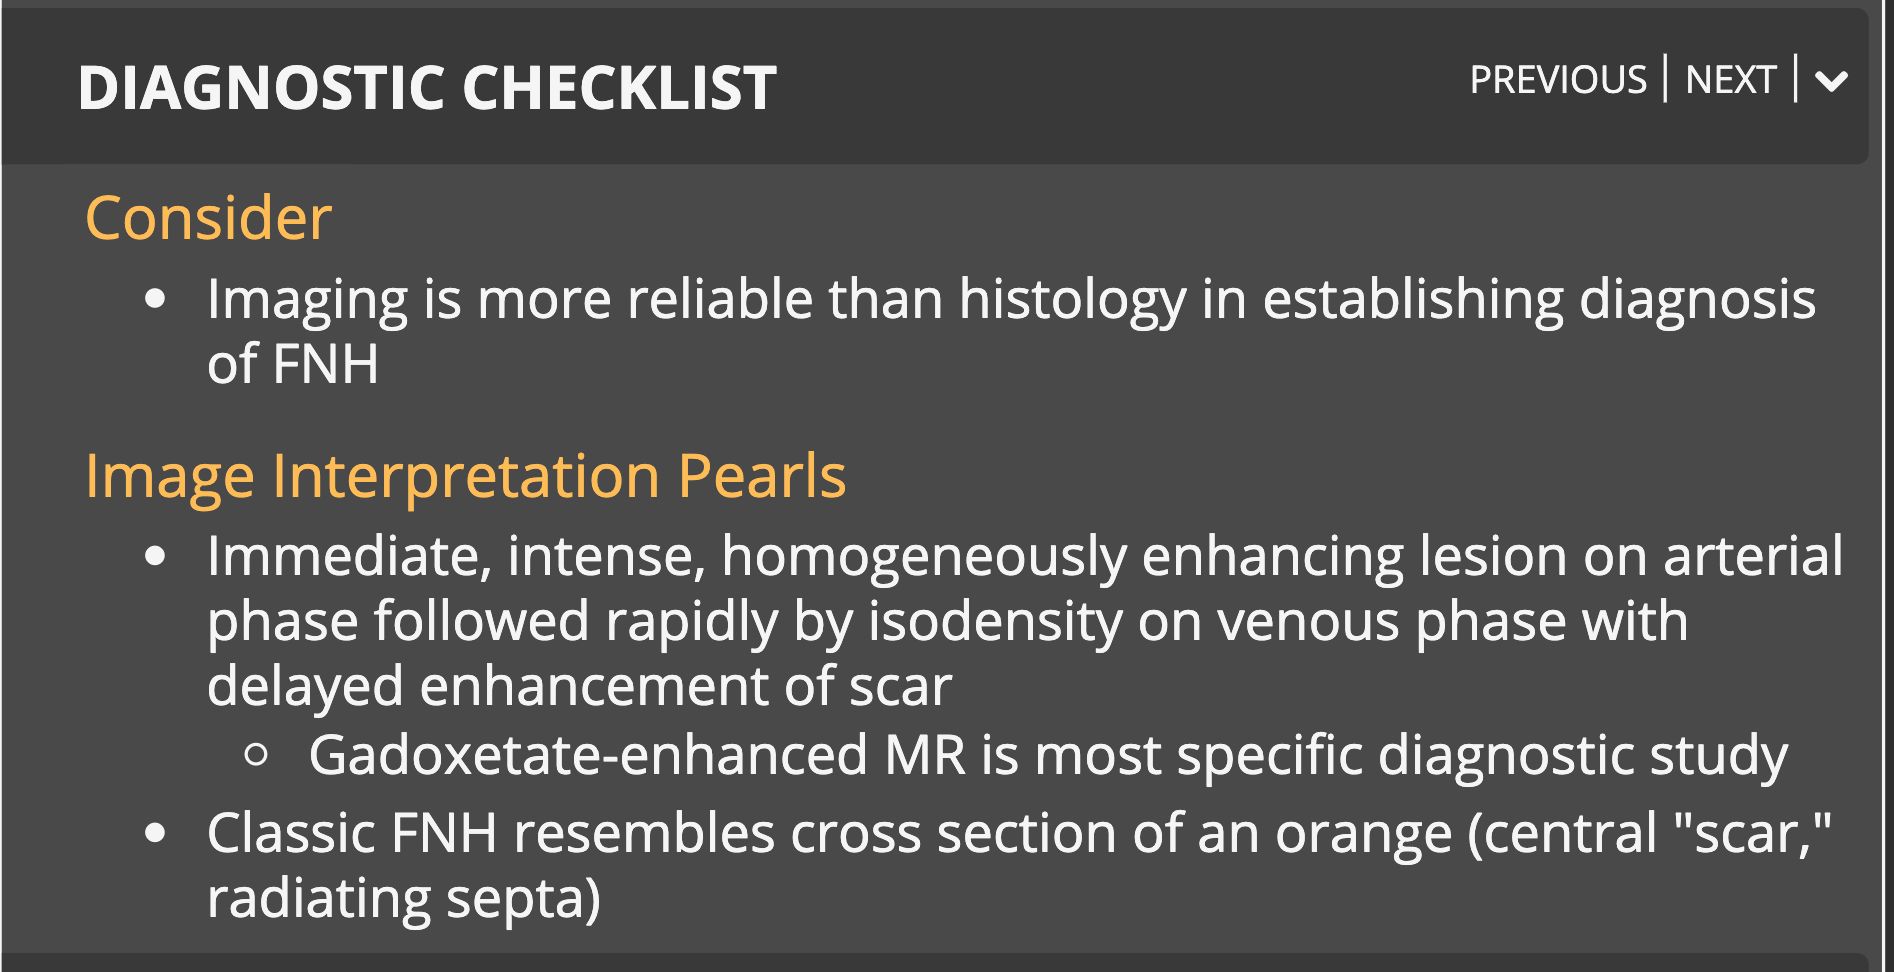 DIAGNOSTIC CHECKLIST
PREVIOUS | NEXT |
Consider
• Imaging is more reliable than histology in establishing diagnosis
of FNH
Image Interpretation Pearls
• Immediate, intense, homogeneously enhancing lesion on arterial
phase followed rapidly by isodensity on venous phase with
delayed enhancement of scar
○ Gadoxetate-enhanced MR is most specific diagnostic study
• Classic FNH resembles cross section of an orange (central "scar,"
radiating septa)